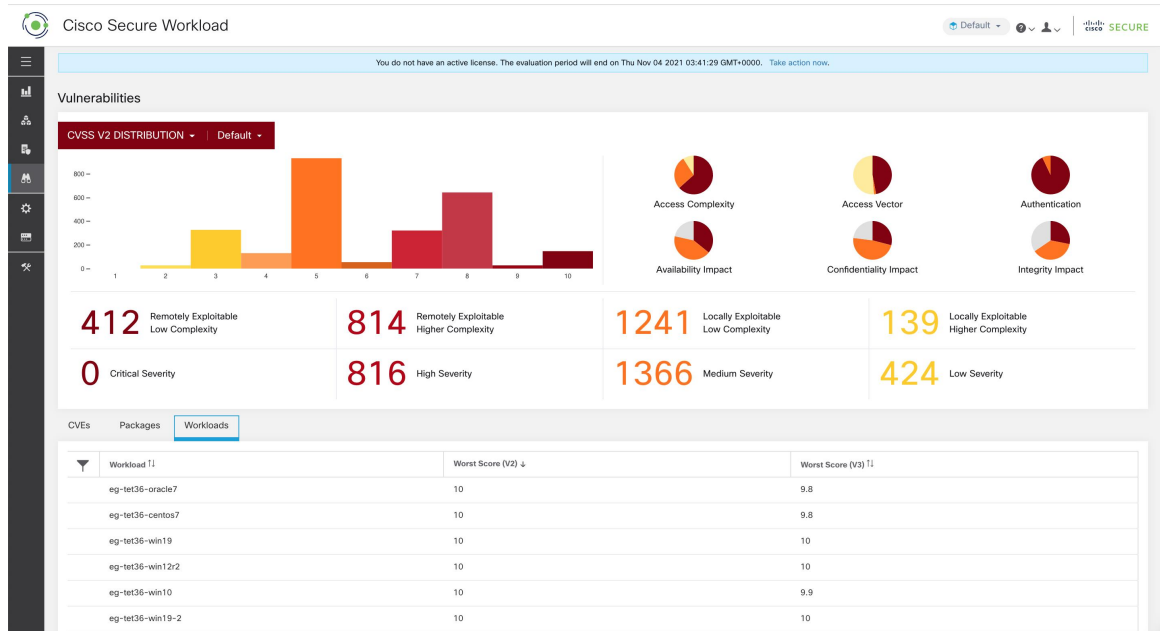 Cisco Secure Workload
Default
cisco SECURE
You do not have an active license. The evaluation period will end on Thu Nov 04 2021 03:41:29 GMT+0000. Take action now.
Vulnerabilities
CVSS V2 DISTRIBUTION Default
800
600
400
200
0
1 2 3 4 5 6 7 8 9 10
Access Complexity
Access Vector
Authentication
Availability Impact
Confidentiality Impact
Integrity Impact
412 Remotely Exploitable
Low Complexity
814 Remotely Exploitable
Higher Complexity
1241 Locally Exploitable
Low Complexity
139 Locally Exploitable
Higher Complexity
0 Critical Severity
816 High Severity
1366 Medium Severity
424 Low Severity
CVEs Packages Workloads
Workload ↑↓ Worst Score (V2) ↓ Worst Score (V3) ↑↓
eg-tet36-oracle7 10 9.8
eg-tet36-centos7 10 9.8
eg-tet36-win19 10 10
eg-tet36-win12r2 10 10
eg-tet36-win10 10 9.9
eg-tet36-win19-2 10 10